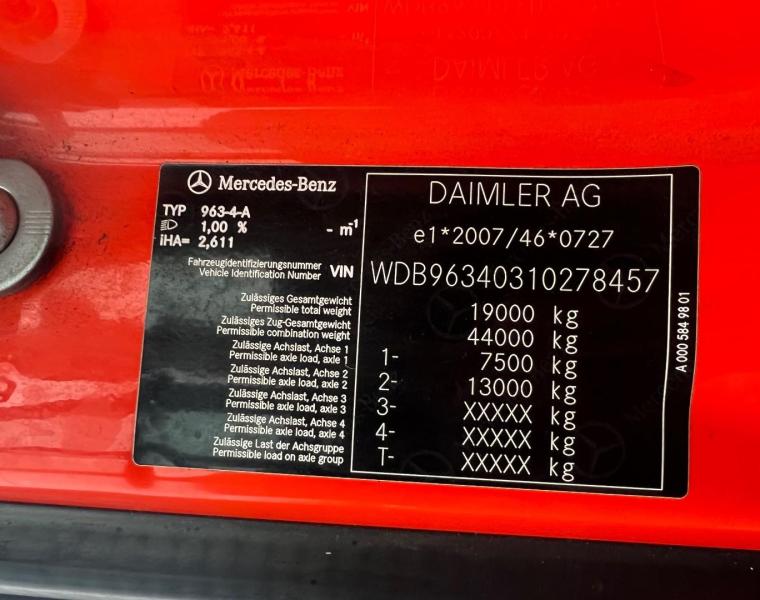 Mercedes-Benz
TYP 963-4-A
1,00 % - m-1
iHA= 2,611
Fahrzeugidentifizierungsnummer
Vehicle Identification Number VIN
Zulässiges Gesamtgewicht
Permissible total weight
Zulässiges Zug-Gesamtgewicht
Permissible combination weight
Zulässige Achslast, Achse 1
Permissible axle load, axle 1
Zulässige Achslast, Achse 2
Permissible axle load, axle 2
Zulässige Achslast, Achse 3
Permissible axle load, axle 3
Zulässige Achslast, Achse 4
Permissible axle load, axle 4
Zulässige Last der Achsgruppe
Permissible load on axle group
DAIMLER AG
e1*2007/46*0727
WDB96340310278457
19000 kg
44000 kg
1- 7500 kg
2- 13000 kg
3- XXXXX kg
4- XXXXX kg
T- XXXXX kg
A 000 584 98 01